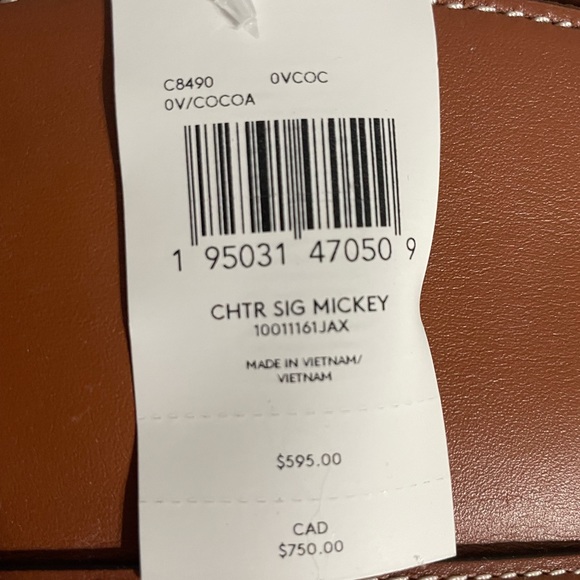 C8490 0VCOC
0V/COCOA
1 95031 47050 9
CHTR SIG MICKEY
10011161JAX
MADE IN VIETNAM/
VIETNAM
$595.00
CAD
$750.00